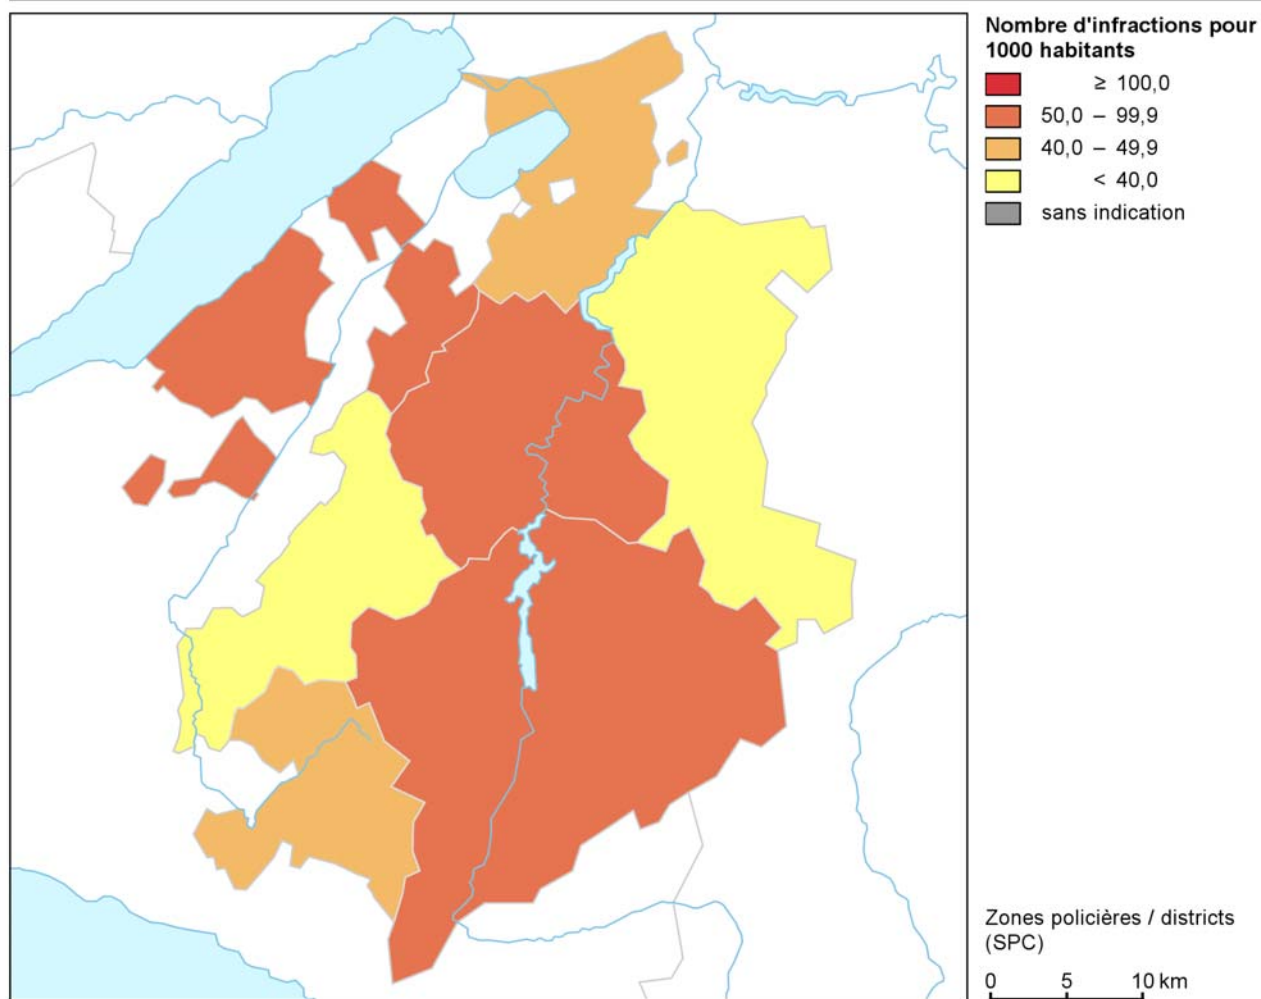 Nombre d'infractions pour
1000 habitants
≥ 100,0
50,0 – 99,9
40,0 – 49,9
< 40,0
sans indication
Zones policières / districts
(SPC)
0 5 10 km